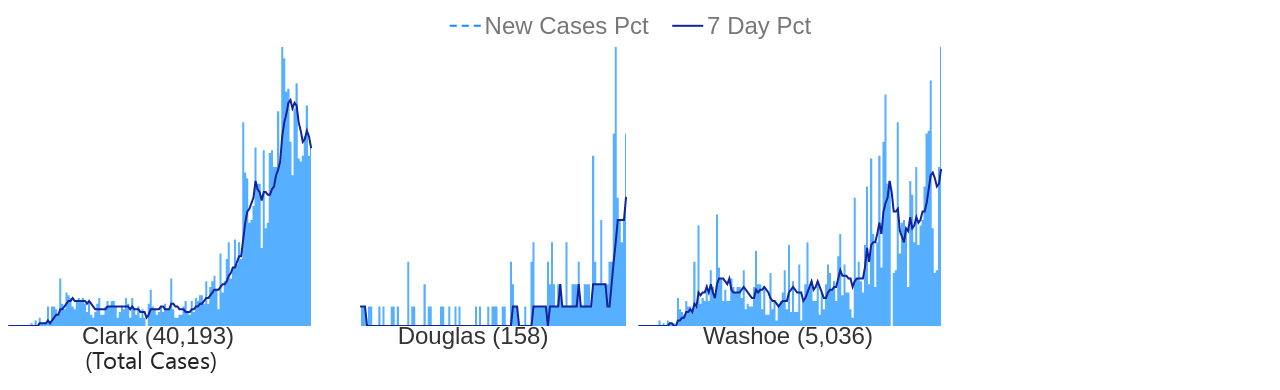 New Cases Pct 7 Day Pct
Clark (40,193) Douglas (158) Washoe (5,036)
(Total Cases)